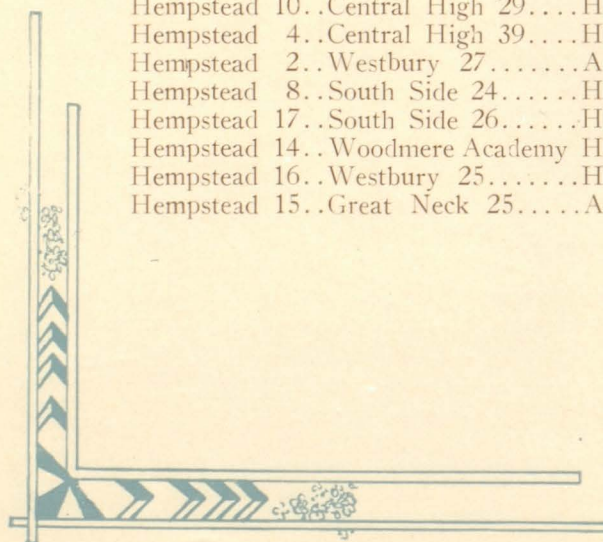 Hempstead 10..Central High 29....H
Hempstead 4..Central High 39....H
Hempstead 2..Westbury 27.......A
Hempstead 8..South Side 24......H
Hempstead 17..South Side 26......H
Hempstead 14..Woodmere Academy H
Hempstead 16..Westbury 25.......H
Hempstead 15..Great Neck 25.....A